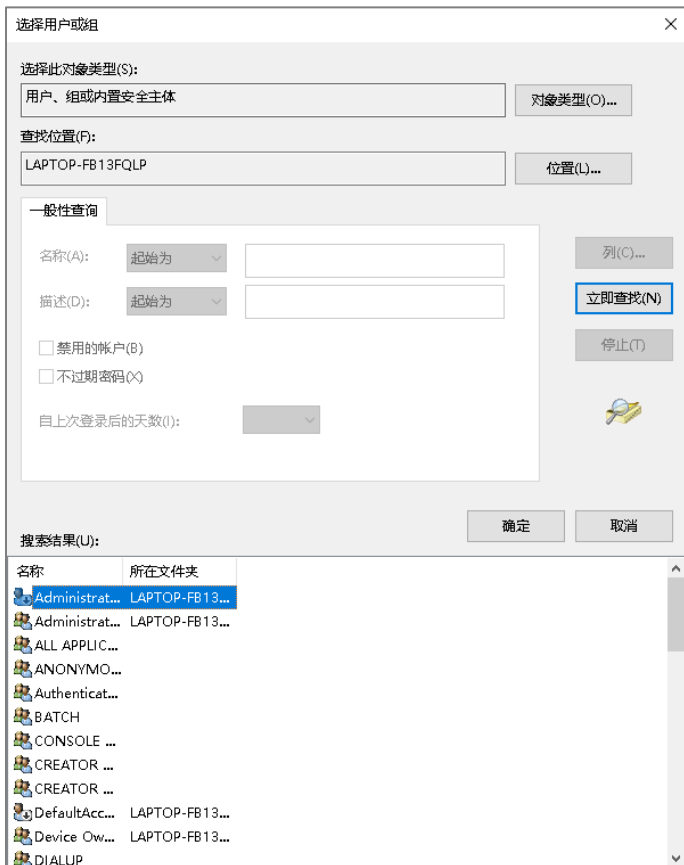 选择用户或组
选择此对象类型(S):
用户、组或内置安全主体
对象类型(O)...
查找位置(F):
LAPTOP-FB13FQLP
位置(L)...
一般性查询
名称(A):
起始为
列(C)...
描述(D):
起始为
立即查找(N)
禁用的帐户(B)
停止(T)
不过期密码(X)
自上次登录后的天数(I):
确定
取消
搜索结果(U):
名称 所在文件夹
Administrat... LAPTOP-FB13...
Administrat... LAPTOP-FB13...
ALL APPLIC...
ANONYMO...
Authenticat...
BATCH
CONSOLE ...
CREATOR ...
CREATOR ...
DefaultAcc... LAPTOP-FB13...
Device Ow... LAPTOP-FB13...
DIALUP